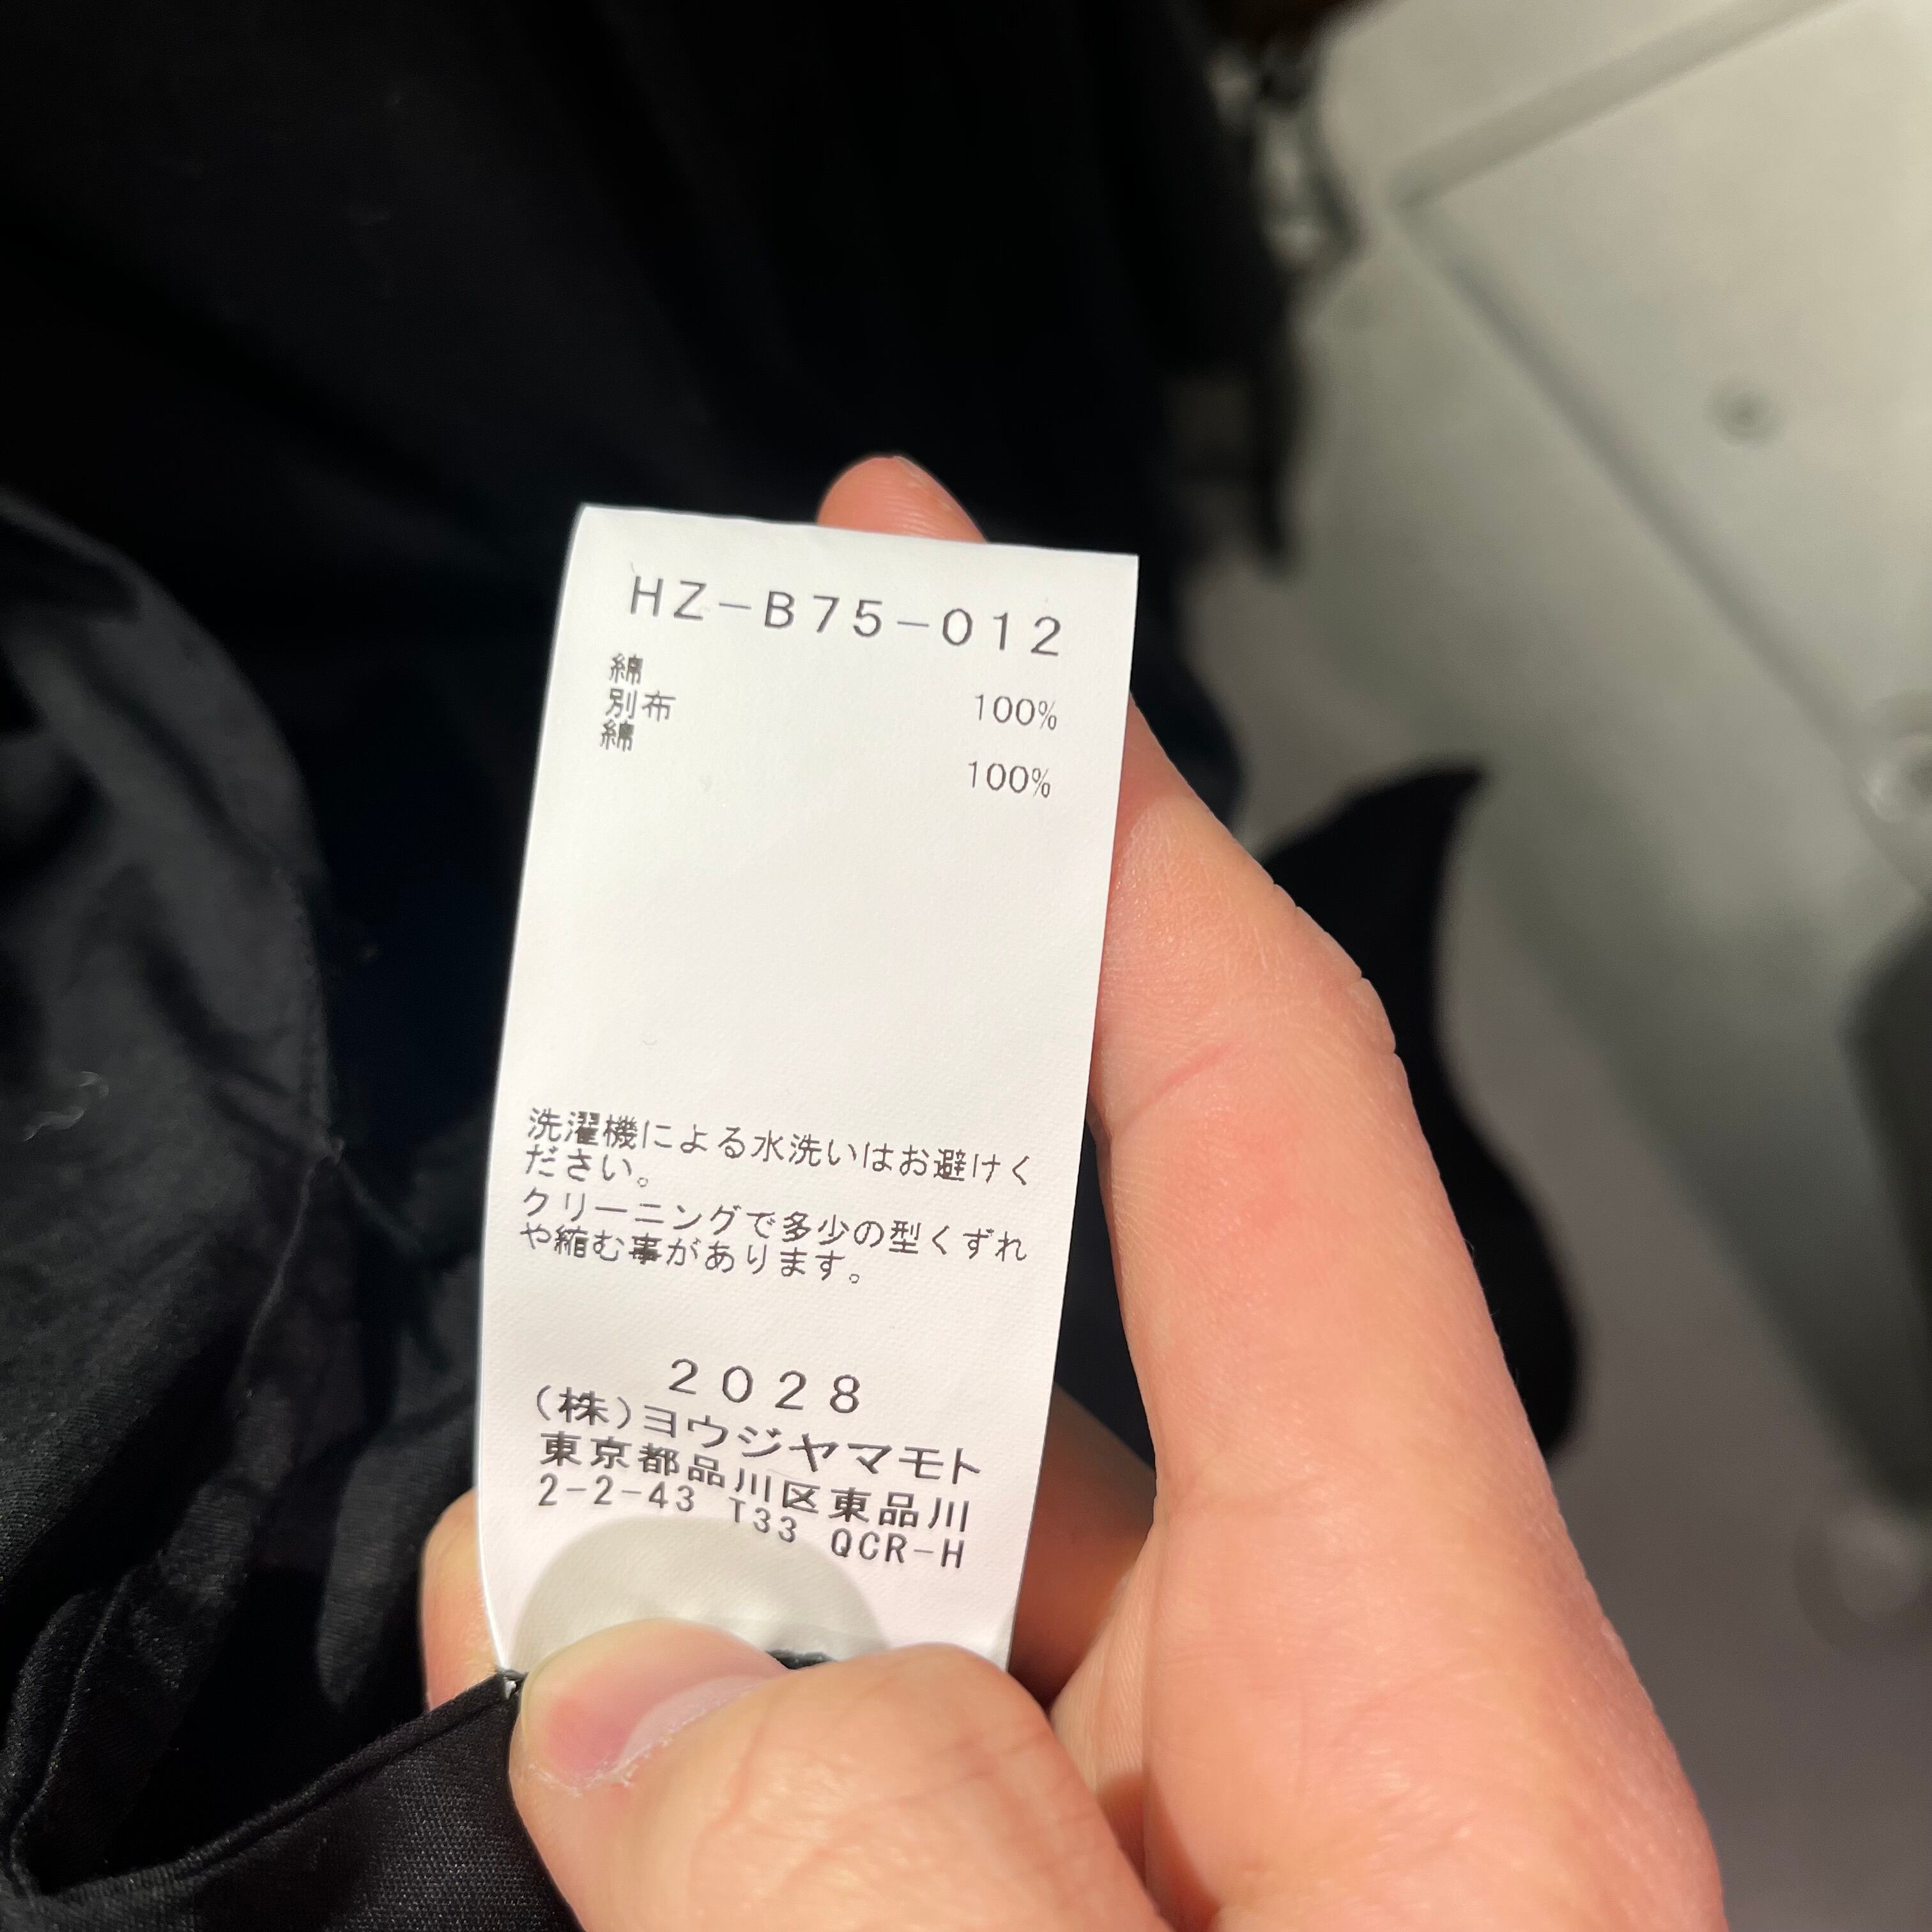 HZ-B75-012
綿 100%
別布
綿 100%
洗濯機による水洗いはお避けく
ださい。
クリーニングで多少の型くずれ
や縮む事があります。
2028
(株)ヨウジヤマモト
東京都品川区東品川
2-2-43 T33 QCR-H